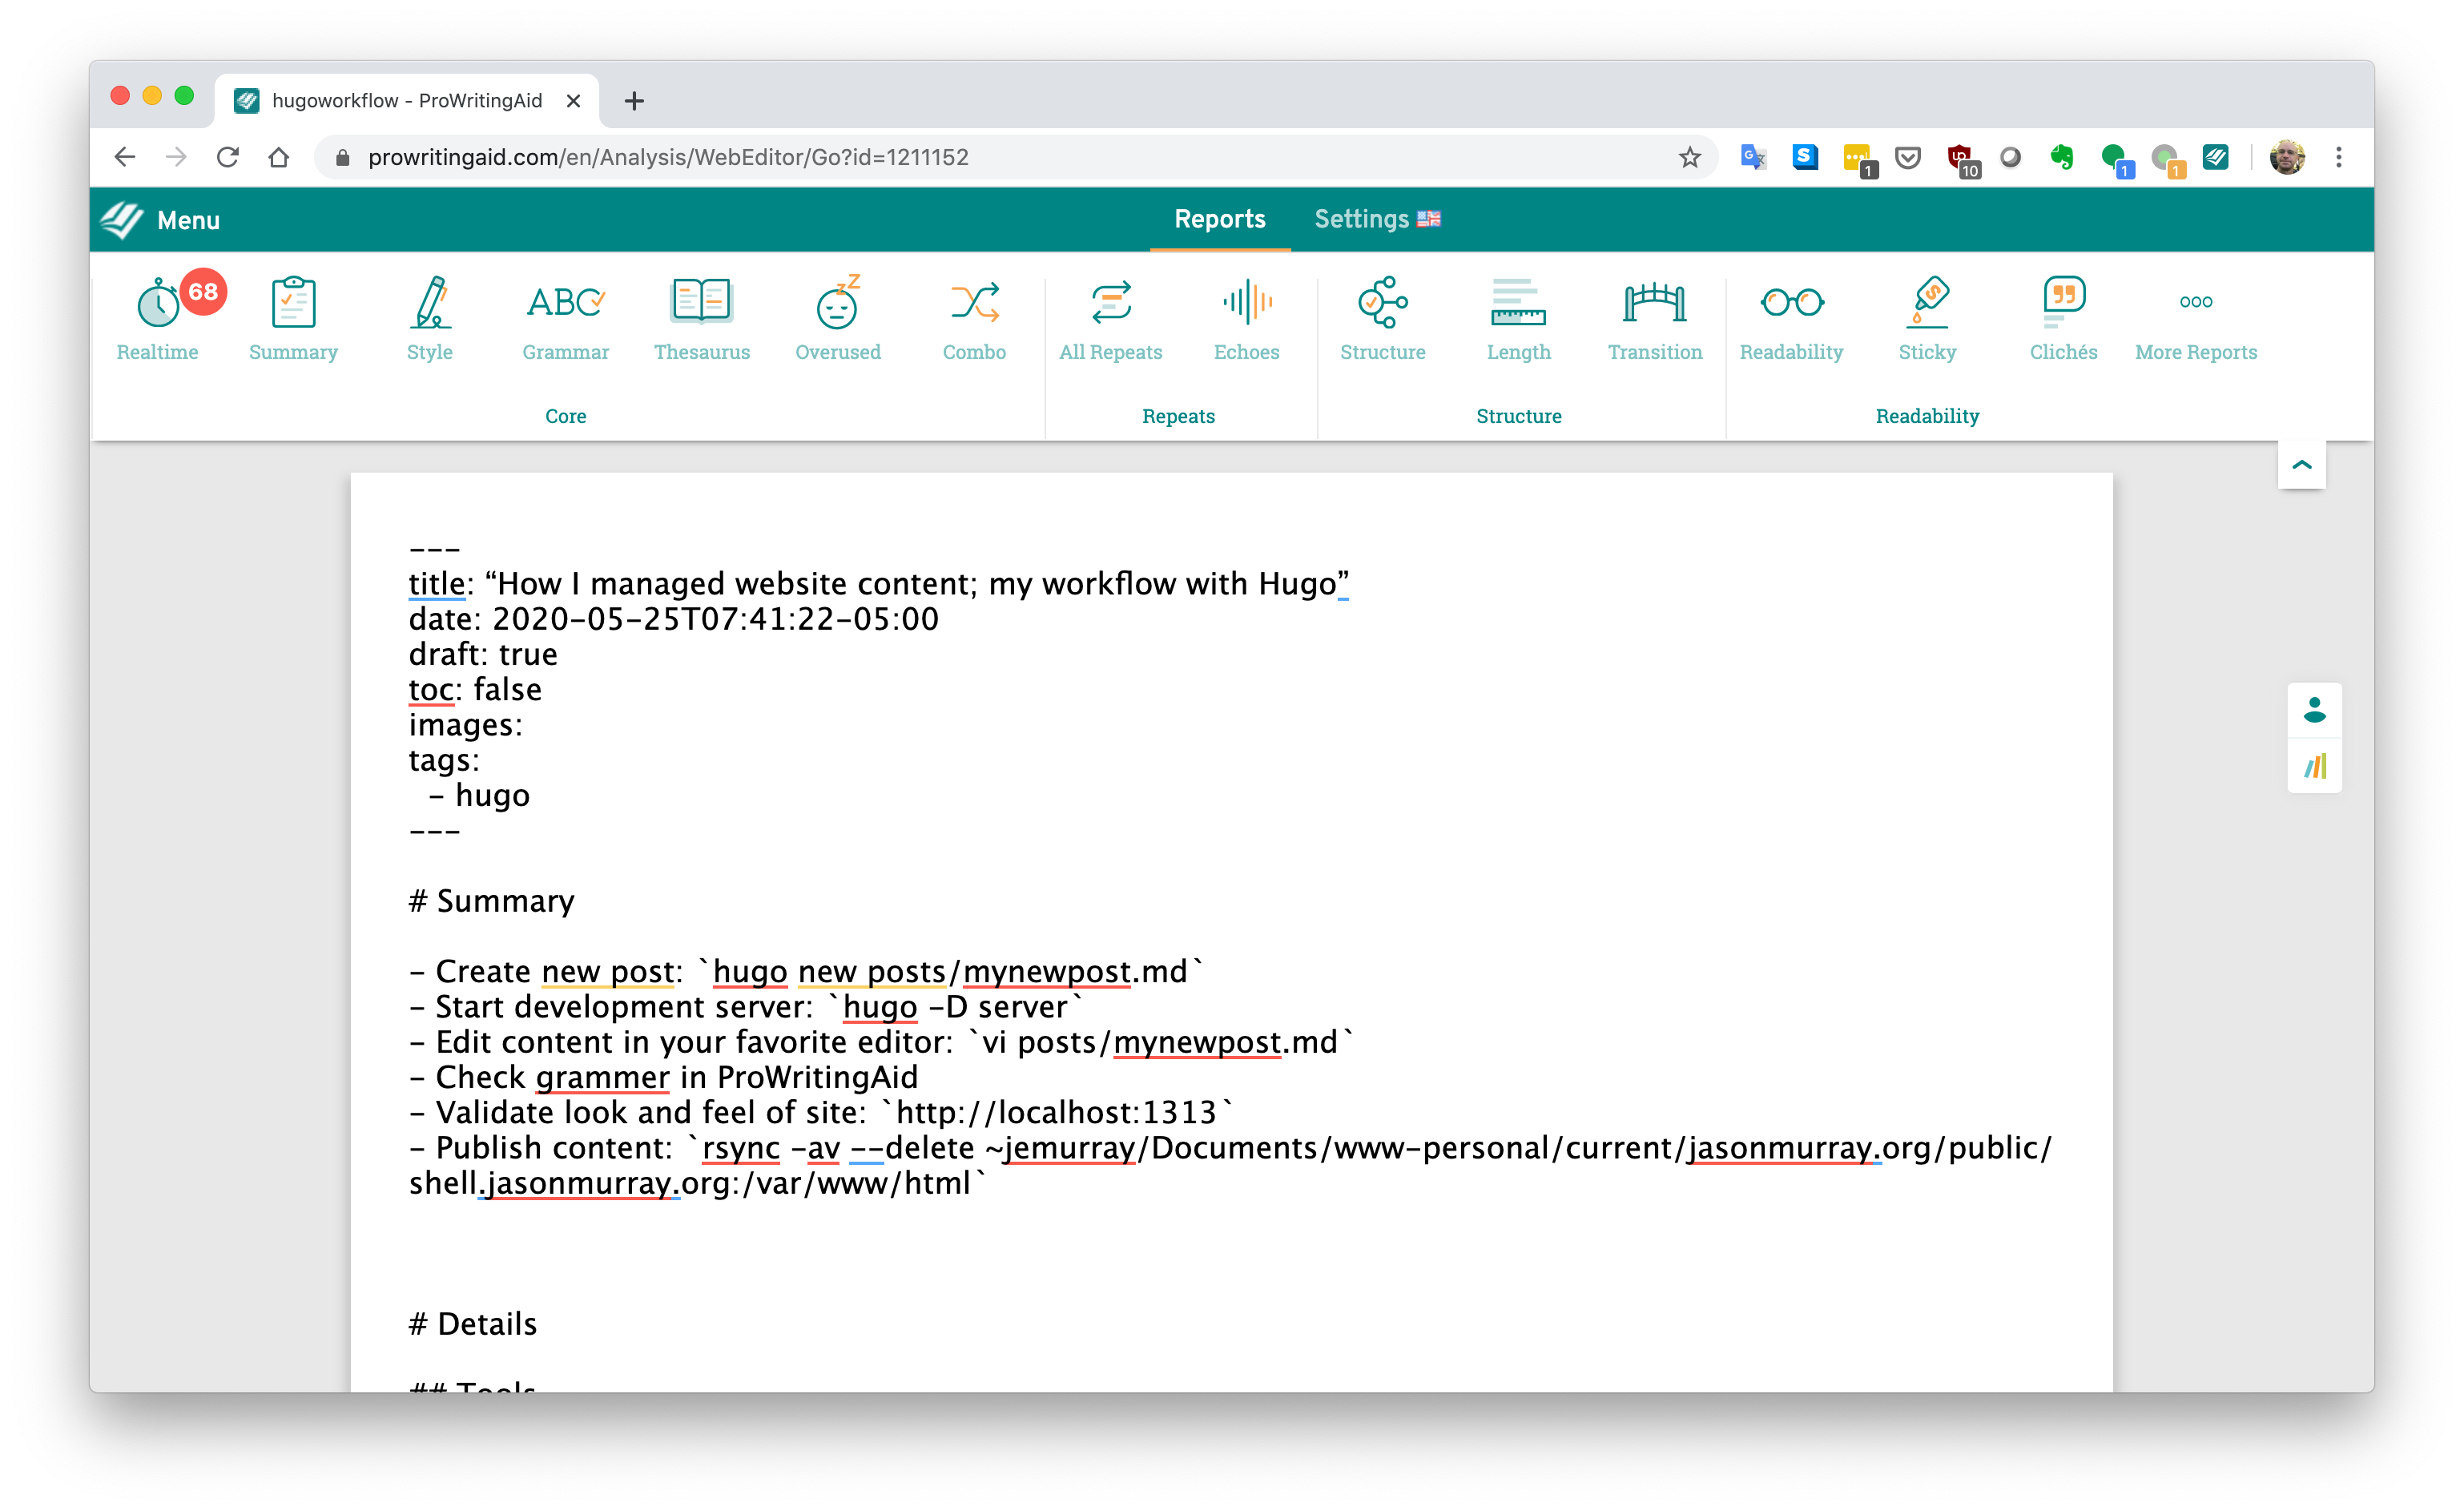 hugoworkflow - ProWritingAid
prowritingaid.com/en/Analysis/WebEditor/Go?id=1211152
1
10
1
1
Menu
Reports
Settings
68
Realtime
Summary
Style
ABC
Grammar
Thesaurus
Overused
Combo
All Repeats
Echoes
Structure
Length
Transition
Readability
Sticky
Clichés
More Reports
Core
Repeats
Structure
Readability
---
title: “How I managed website content; my workflow with Hugo”
date: 2020-05-25T07:41:22-05:00
draft: true
toc: false
images:
tags:
- hugo
---
# Summary
- Create new post: `hugo new posts/mynewpost.md`
- Start development server: `hugo -D server`
- Edit content in your favorite editor: `vi posts/mynewpost.md`
- Check grammer in ProWritingAid
- Validate look and feel of site: `http://localhost:1313`
- Publish content: `rsync -av --delete ~jemurray/Documents/www-personal/current/jasonmurray.org/public/
shell.jasonmurray.org:/var/www/html`
# Details
## Tools